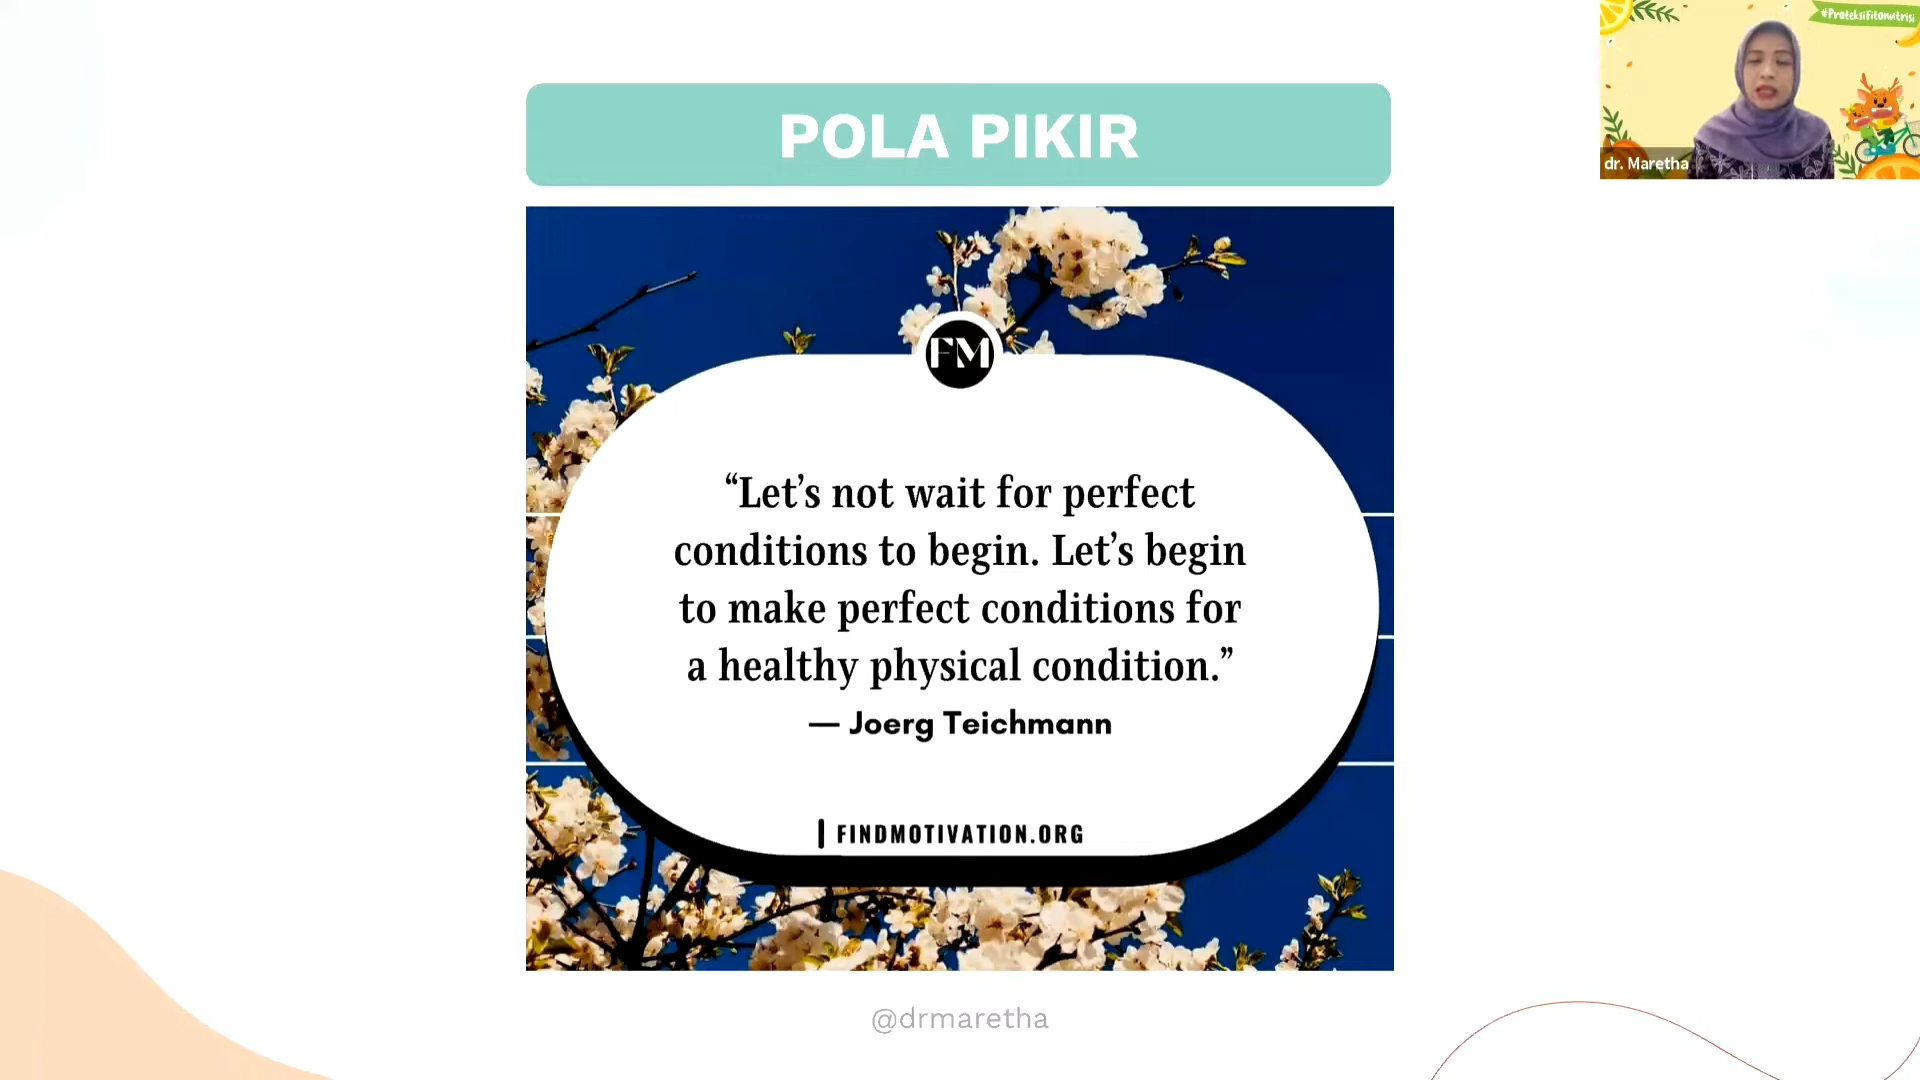 POLA PIKIR
FM
“Let’s not wait for perfect
conditions to begin. Let’s begin
to make perfect conditions for
a healthy physical condition.”
— Joerg Teichmann
FINDMOTIVATION.ORG
@drmaretha
#ProteksiFitonutrisi
dr. Maretha